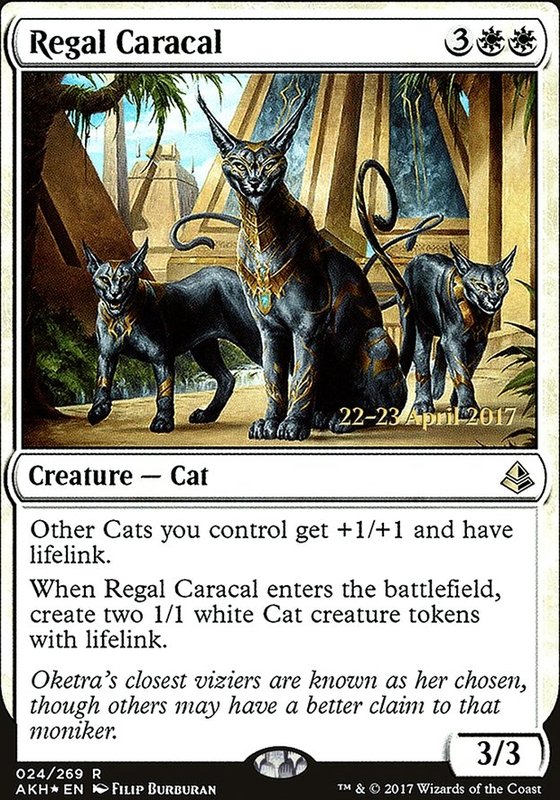 Regal Caracal 3
22–23 April 2017
Creature — Cat
Other Cats you control get +1/+1 and have
lifelink.
When Regal Caracal enters the battlefield,
create two 1/1 white Cat creature tokens
with lifelink.
Oketra's closest viziers are known as her chosen,
though others may have a better claim to that
moniker.
3/3
024/269 R
AKH★EN Filip Burburan
™ & © 2017 Wizards of the Coast